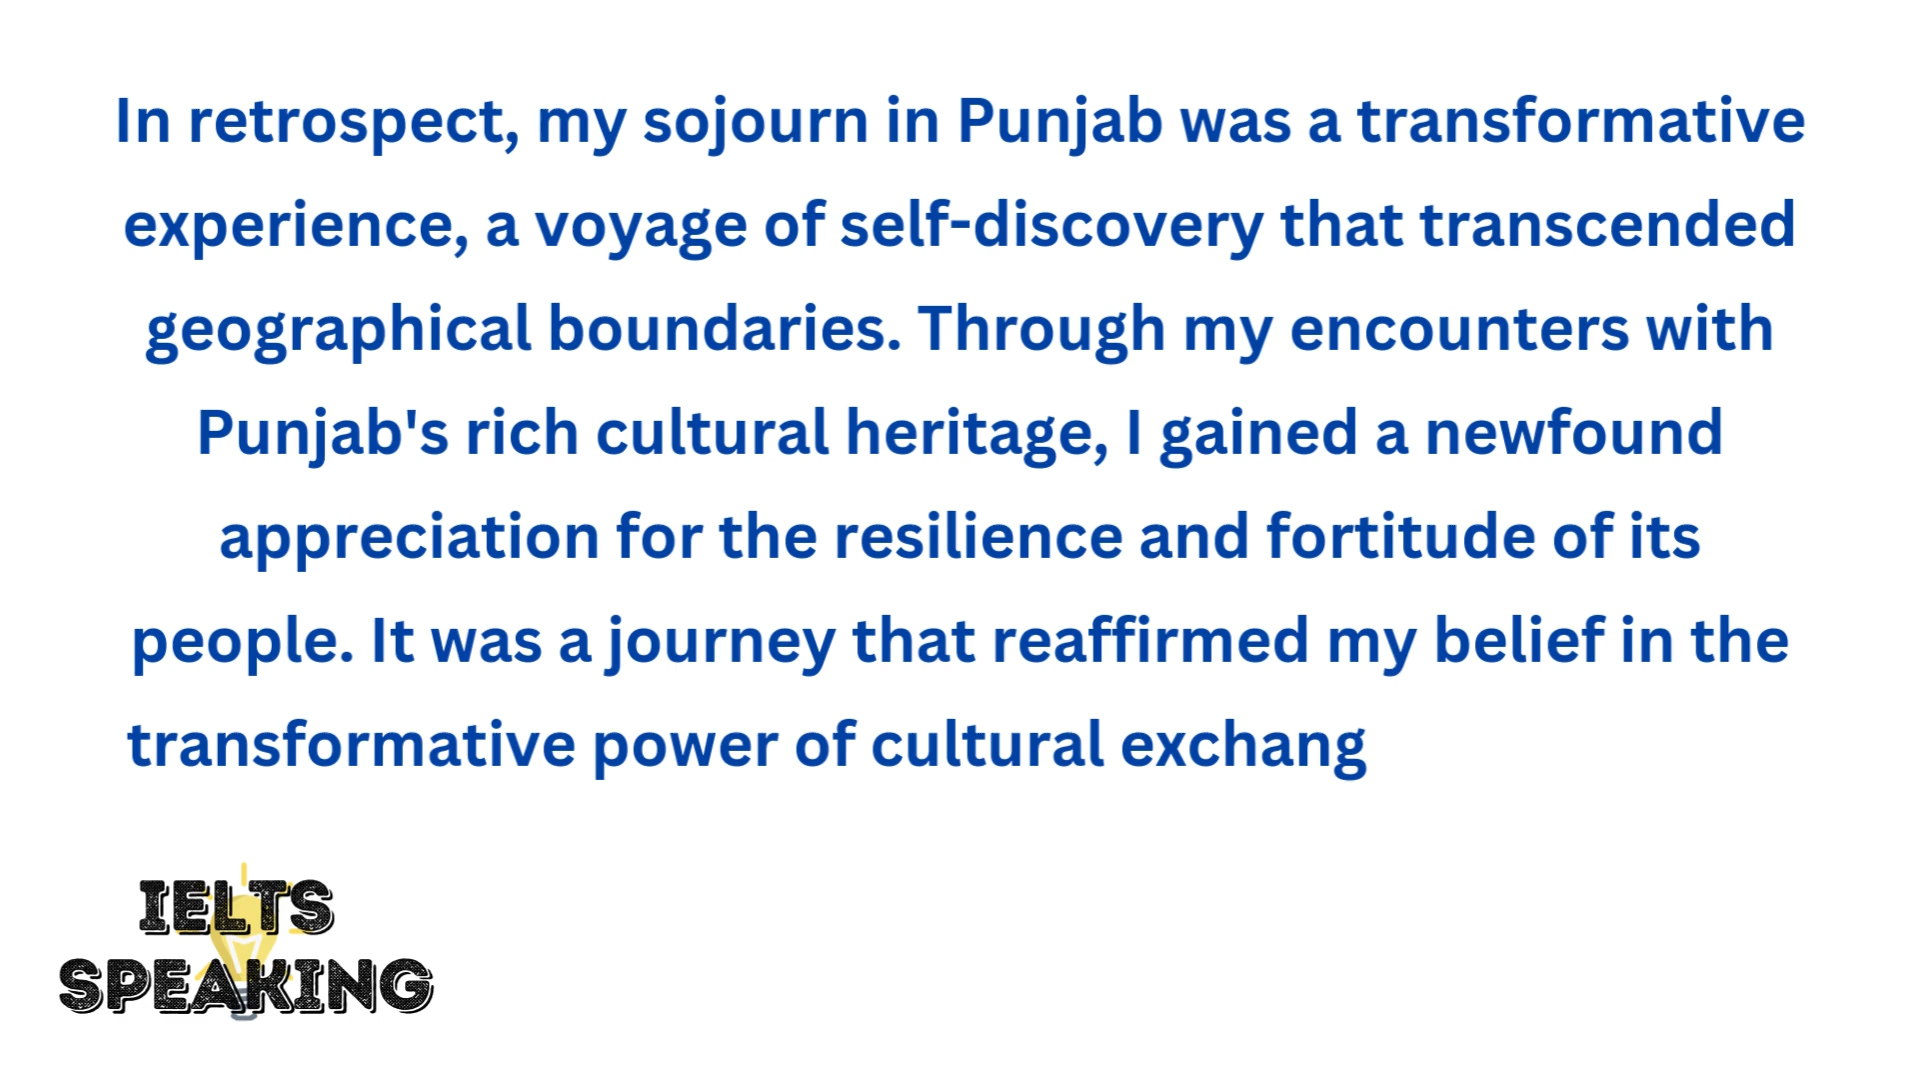 In retrospect, my sojourn in Punjab was a transformative
experience, a voyage of self-discovery that transcended
geographical boundaries. Through my encounters with
Punjab's rich cultural heritage, I gained a newfound
appreciation for the resilience and fortitude of its
people. It was a journey that reaffirmed my belief in the
transformative power of cultural exchang
IELTS
SPEAKING